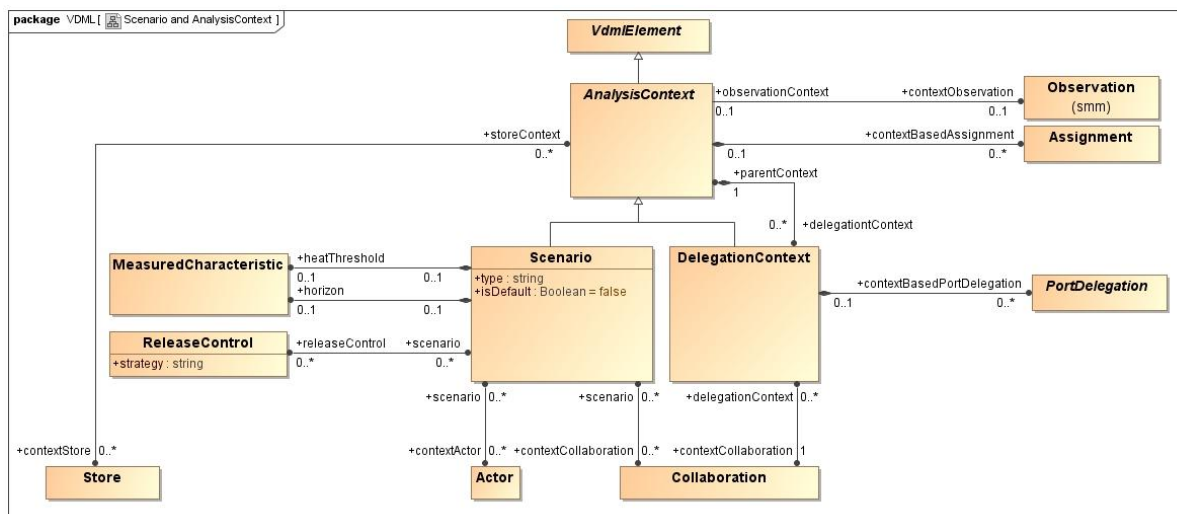 package VDML [ Scenario and AnalysisContext ]
VdmlElement
AnalysisContext
+observationContext
0..1
+contextObservation
0..1
Observation
(smm)
+storeContext
0..*
0..1
+contextBasedAssignment
0..*
Assignment
+parentContext
1
0..*
+delegationtContext
MeasuredCharacteristic
+heatThreshold
0..1
0..1
+horizon
0..1
0..1
Scenario
+type : string
+isDefault : Boolean = false
DelegationContext
+contextBasedPortDelegation
0..1
0..*
PortDelegation
ReleaseControl
+strategy : string
+releaseControl
0..*
+scenario
0..*
+scenario
0..*
+scenario
0..*
+delegationContext
0..*
+contextStore
0..*
+contextActor
0..*
+contextCollaboration
0..*
+contextCollaboration
1
Store
Actor
Collaboration